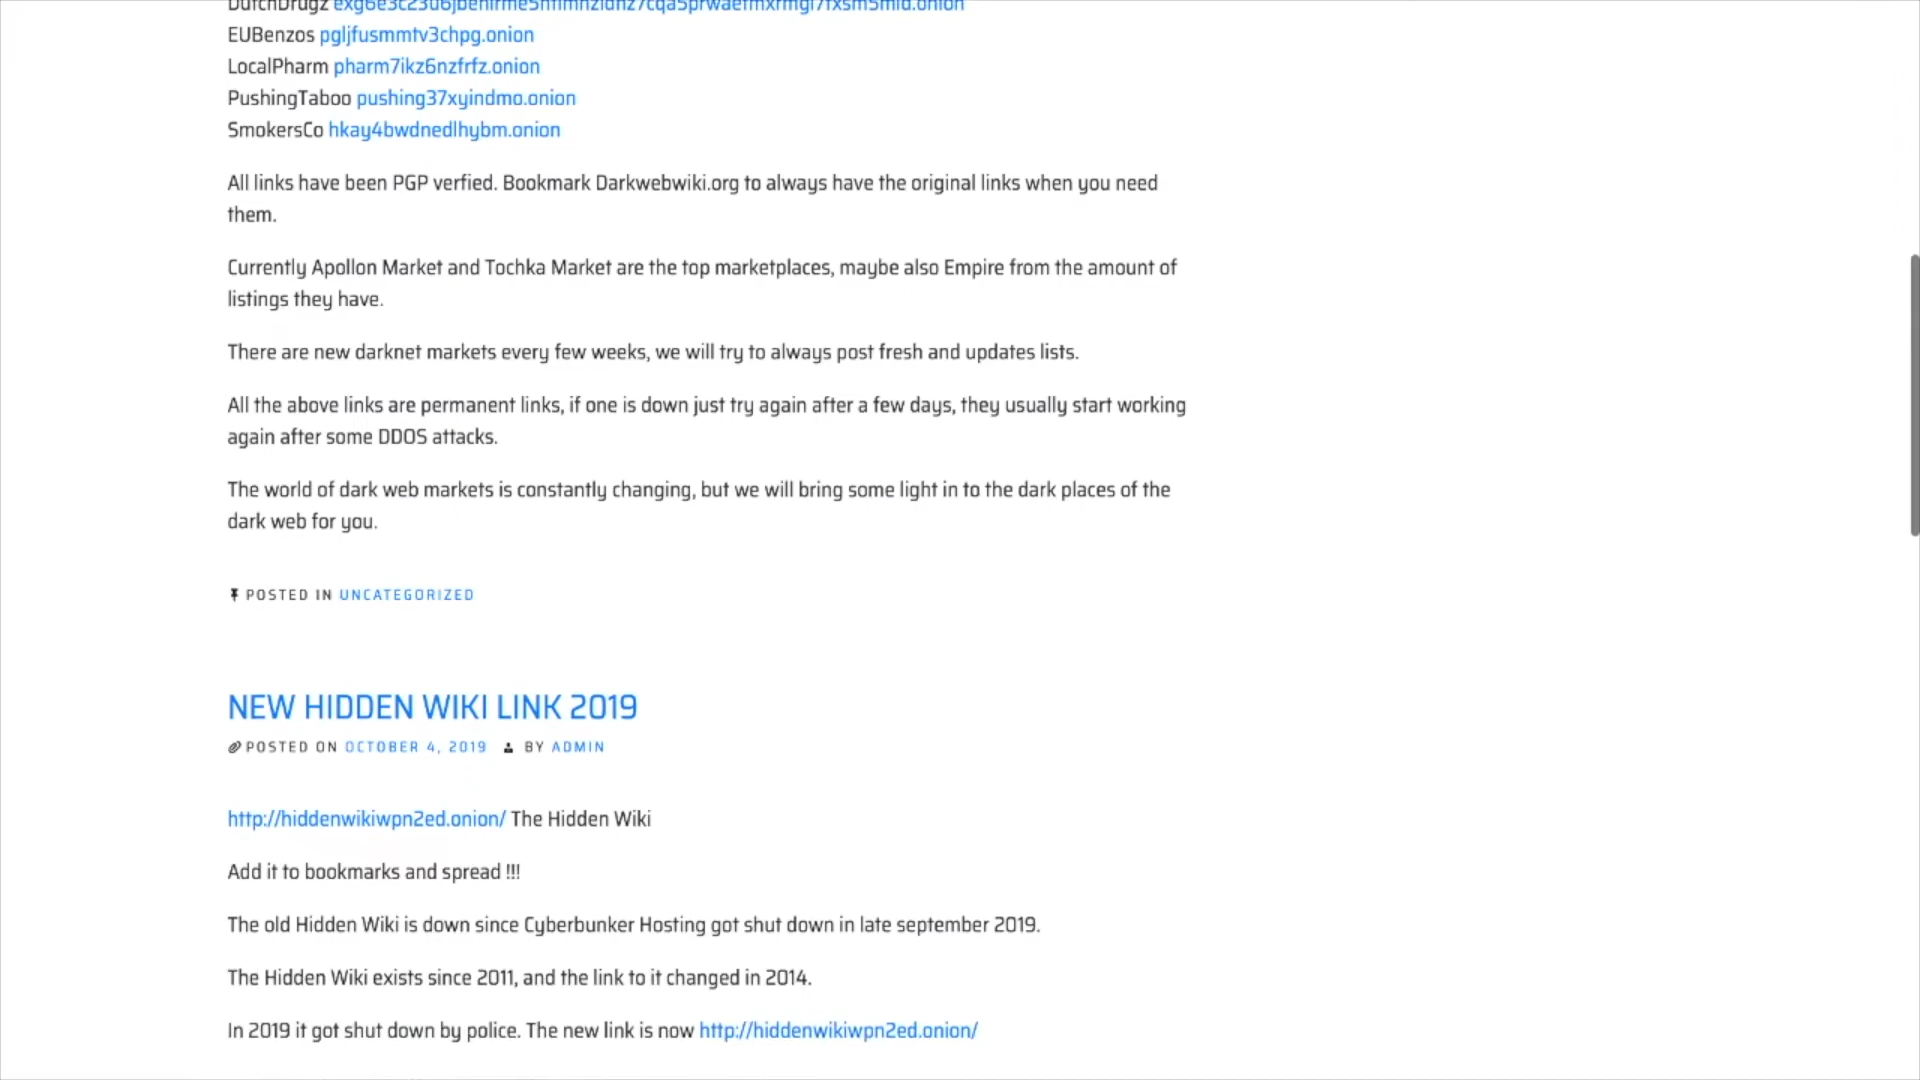 DutchDrugz
EUBenzos pgljfusmmtv3chpg.onion
LocalPharm pharm7ikz6nzfrfz.onion
PushingTaboo pushing37xyindmo.onion
SmokersCo hkay4bwdnedlhybm.onion
All links have been PGP verfied. Bookmark Darkwebwiki.org to always have the original links when you need
them.
Currently Apollon Market and Tochka Market are the top marketplaces, maybe also Empire from the amount of
listings they have.
There are new darknet markets every few weeks, we will try to always post fresh and updates lists.
All the above links are permanent links, if one is down just try again after a few days, they usually start working
again after some DDOS attacks.
The world of dark web markets is constantly changing, but we will bring some light in to the dark places of the
dark web for you.
POSTED IN UNCATEGORIZED
NEW HIDDEN WIKI LINK 2019
POSTED ON OCTOBER 4, 2019 BY ADMIN
http://hiddenwikiwpn2ed.onion/ The Hidden Wiki
Add it to bookmarks and spread !!!
The old Hidden Wiki is down since Cyberbunker Hosting got shut down in late september 2019.
The Hidden Wiki exists since 2011, and the link to it changed in 2014.
In 2019 it got shut down by police. The new link is now http://hiddenwikiwpn2ed.onion/